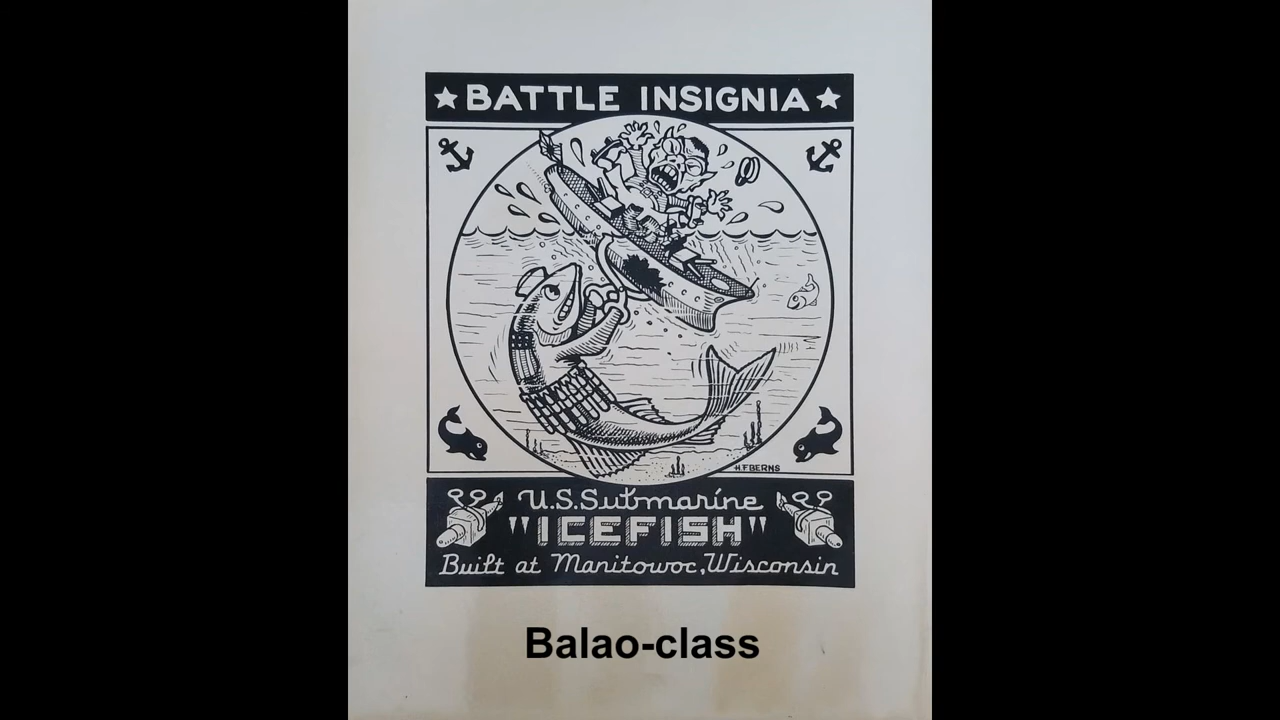 BATTLE INSIGNIA
H.F BERNS
U.S. Submarine
"ICEFISH"
Built at Manitowoc, Wisconsin
Balao-class